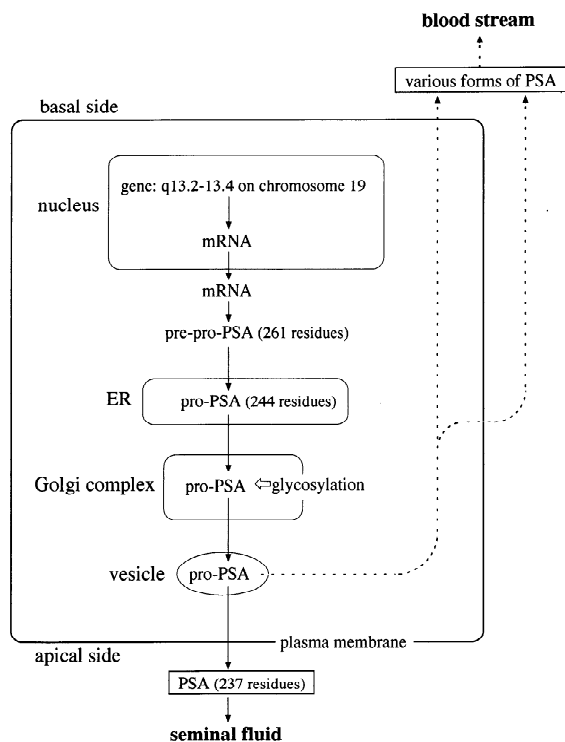 blood stream
various forms of PSA
basal side
gene: q13.2-13.4 on chromosome 19
nucleus
mRNA
mRNA
pre-pro-PSA (261 residues)
ER
pro-PSA (244 residues)
Golgi complex
pro-PSA ⇦glycosylation
vesicle
pro-PSA
plasma membrane
apical side
PSA (237 residues)
seminal fluid